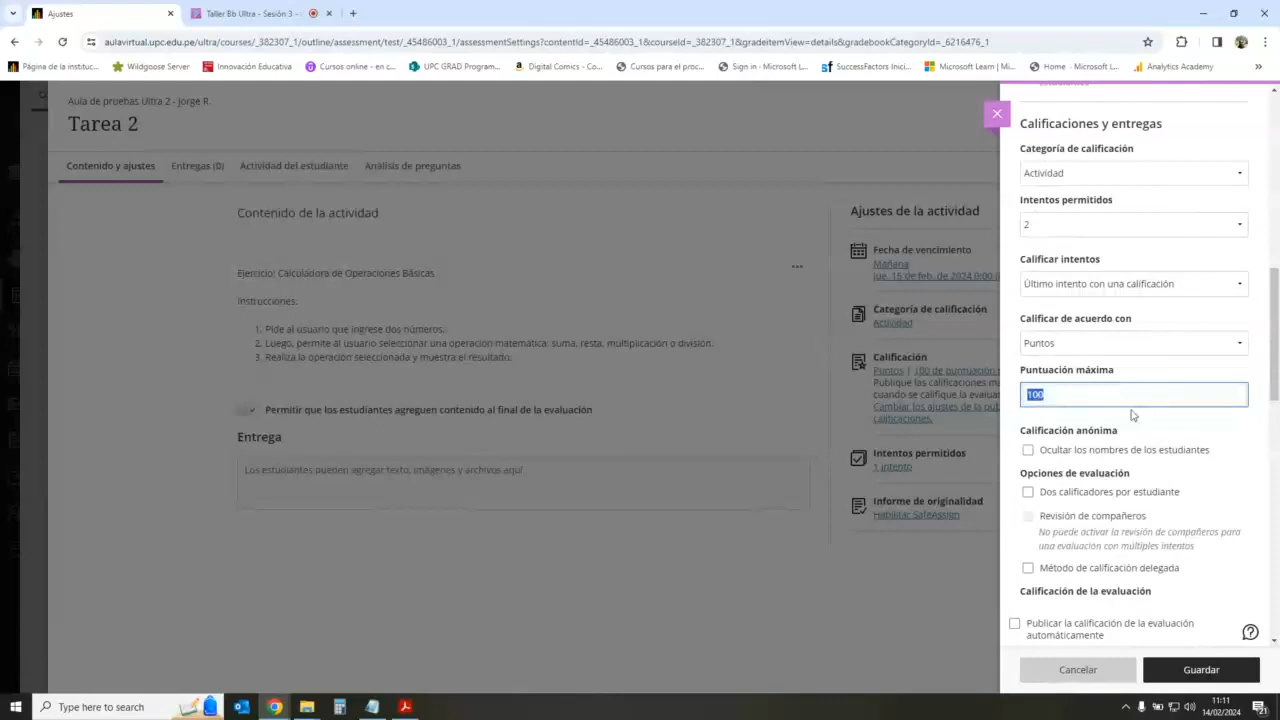 Ajustes
Taller Bb Ultra - Sesión 3 -
aulavirtual.upc.edu.pe/ultra/courses/_382307_1/outline/assessment/test/_45486003_1/assessmentSettings?contentId=_45486003_1&courseId=_382307_1&gradeitemView=details&gradebookCategoryId=_6216476_1
Página de la instituc...
Wildgoose Server
Innovación Educativa
Cursos online - en c...
UPC GRAD Program...
Digital Comics - Co...
Cursos para el proc...
Sign in - Microsoft L...
SuccessFactors Inici...
Microsoft Learn | Mi...
Home - Microsoft L...
Analytics Academy
Aula de pruebas Ultra 2 - Jorge R.
Tarea 2
Contenido y ajustes
Entregas (0)
Actividad del estudiante
Análisis de preguntas
Contenido de la actividad
Ejercicio: Calculadora de Operaciones Básicas
Instrucciones:
1. Pide al usuario que ingrese dos números.
2. Luego, permite al usuario seleccionar una operación matemática: suma, resta, multiplicación o división.
3. Realiza la operación seleccionada y muestra el resultado.
Permitir que los estudiantes agreguen contenido al final de la evaluación
Entrega
Los estudiantes pueden agregar texto, imágenes y archivos aquí
Ajustes de la actividad
Fecha de vencimiento
Mañana
jue. 15 de feb. de 2024 0:00
Categoría de calificación
Actividad
Calificación
Puntos | 100 de puntuación
Publique las calificaciones
cuando se califique la
Cambiar los ajustes de la
calificaciones.
Intentos permitidos
1 intento
Informe de originalidad
Habilitar SafeAssign
Calificaciones y entregas
Categoría de calificación
Actividad
Intentos permitidos
2
Calificar intentos
Último intento con una calificación
Calificar de acuerdo con
Puntos
Puntuación máxima
100
Calificación anónima
Ocultar los nombres de los estudiantes
Opciones de evaluación
Dos calificadores por estudiante
Revisión de compañeros
No puede activar la revisión de compañeros para
una evaluación con múltiples intentos
Método de calificación delegada
Calificación de la evaluación
Publicar la calificación de la evaluación
automáticamente
Cancelar
Guardar
Type here to search
11:11
14/02/2024
21